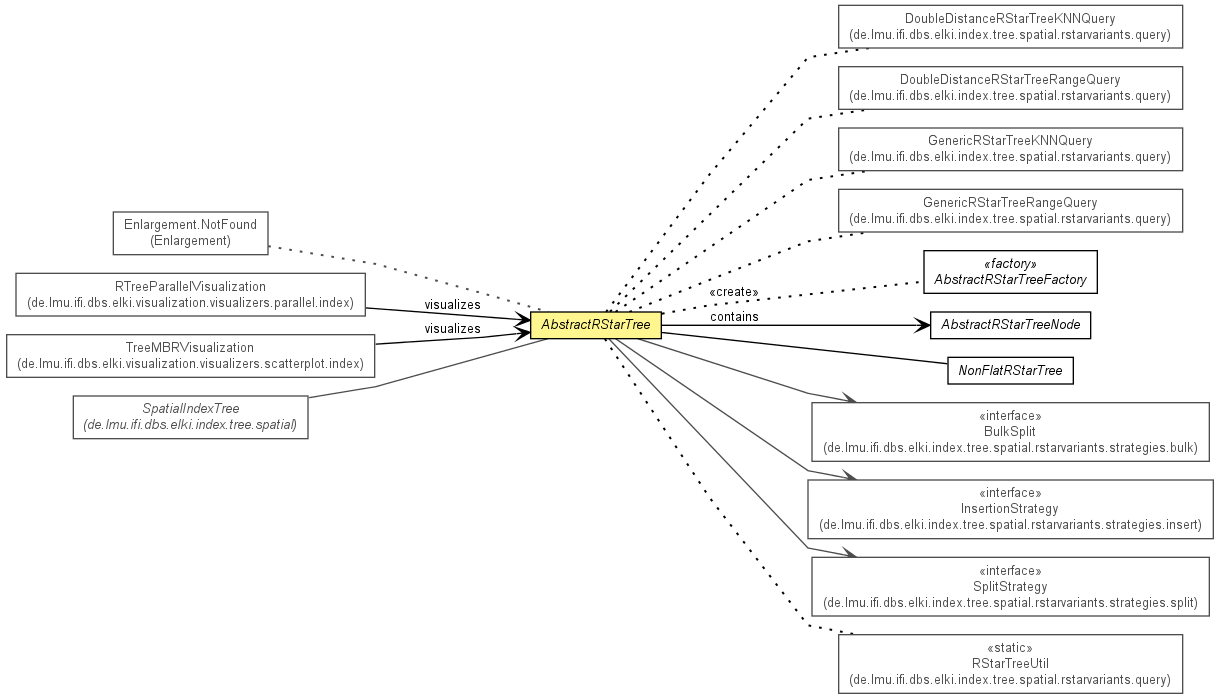 DoubleDistanceRStarTreeKNNQuery
(de.lmu.ifi.dbs.elki.index.tree.spatial.rstarvariants.query)
DoubleDistanceRStarTreeRangeQuery
(de.lmu.ifi.dbs.elki.index.tree.spatial.rstarvariants.query)
GenericRStarTreeKNNQuery
(de.lmu.ifi.dbs.elki.index.tree.spatial.rstarvariants.query)
GenericRStarTreeRangeQuery
(de.lmu.ifi.dbs.elki.index.tree.spatial.rstarvariants.query)
Enlargement.NotFound
(Enlargement)
«factory»
AbstractRStarTreeFactory
RTreeParallelVisualization
(de.lmu.ifi.dbs.elki.visualization.visualizers.parallel.index)
visualizes
«create»
contains
AbstractRStarTree
AbstractRStarTreeNode
visualizes
TreeMBRVisualization
(de.lmu.ifi.dbs.elki.visualization.visualizers.scatterplot.index)
NonFlatRStarTree
SpatialIndexTree
(de.lmu.ifi.dbs.elki.index.tree.spatial)
«interface»
BulkSplit
(de.lmu.ifi.dbs.elki.index.tree.spatial.rstarvariants.strategies.bulk)
«interface»
InsertionStrategy
(de.lmu.ifi.dbs.elki.index.tree.spatial.rstarvariants.strategies.insert)
«interface»
SplitStrategy
(de.lmu.ifi.dbs.elki.index.tree.spatial.rstarvariants.strategies.split)
«static»
RStarTreeUtil
(de.lmu.ifi.dbs.elki.index.tree.spatial.rstarvariants.query)